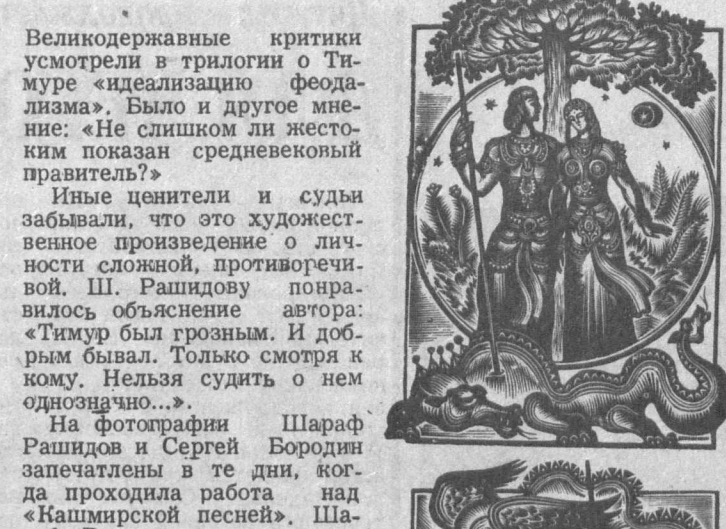 Великодержавные критики
усмотрели в трилогии о Ти-
муре «идеализацию феода-
лизма». Было и другое мне-
ние: «Не слишком ли жесто-
ким показан средневековый
правитель?»
Иные ценители и судьи
забывали, что это художест-
венное произведение о лич-
ности сложной, противоречи-
вой. Ш. Рашидову понра-
вилось объяснение автора:
«Тимур был грозным. И доб-
рым бывал. Только смотря к
кому. Нельзя судить о нем
однозначно...».
На фотографии Шараф
Рашидов и Сергей Бородин
запечатлены в те дни, ког-
да проходила работа над
«Кашмирской песней». Ша-